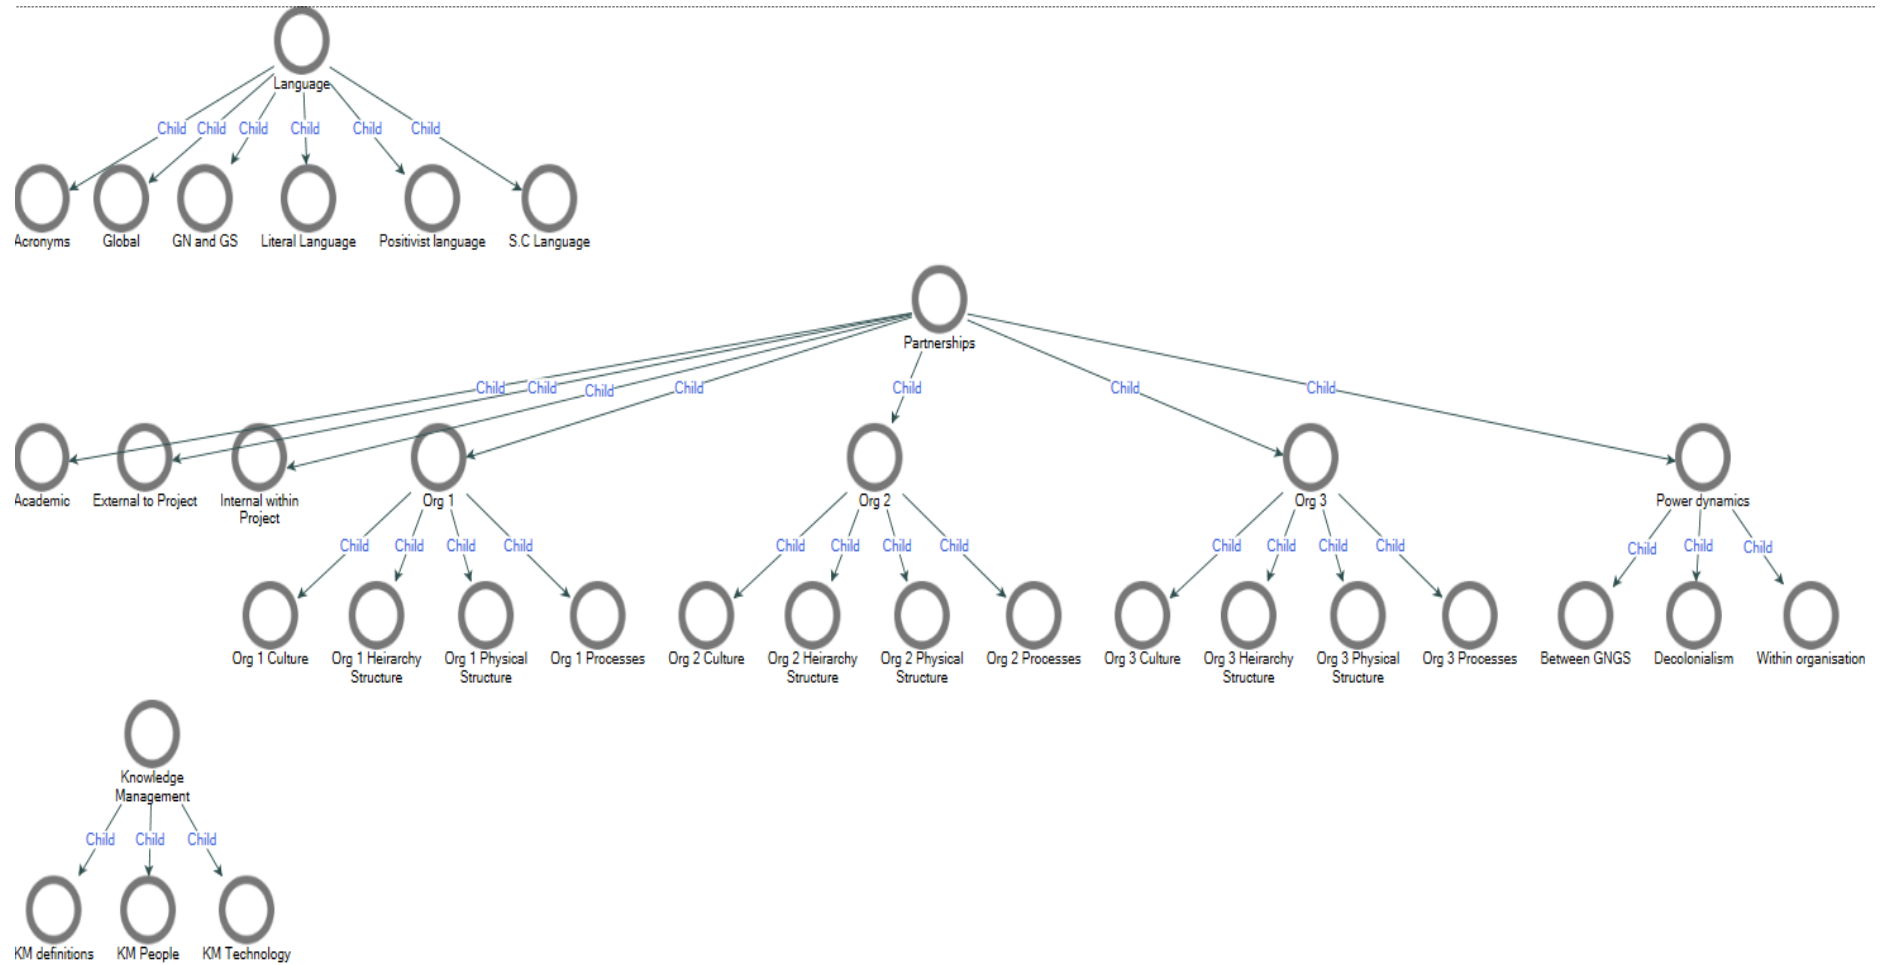 Language
Child Child Child Child Child Child
Acronyms Global GN and GS Literal Language Positivist language S.C Language
Partnerships
Child Child Child Child Child Child Child
Academic External to Project Internal within Org 1 Org 2 Org 3 Power dynamics
Project
Child Child Child Child Child Child Child Child Child Child Child Child Child Child Child
Org 1 Culture Org 1 Heirarchy Org 1 Physical Org 1 Processes Org 2 Culture Org 2 Heirarchy Org 2 Physical Org 2 Processes Org 3 Culture Org 3 Heirarchy Org 3 Physical Org 3 Processes Between GNGS Decolonialism Within organisation
Structure Structure Structure Structure Structure Structure
Knowledge
Management
Child Child Child
KM definitions KM People KM Technology